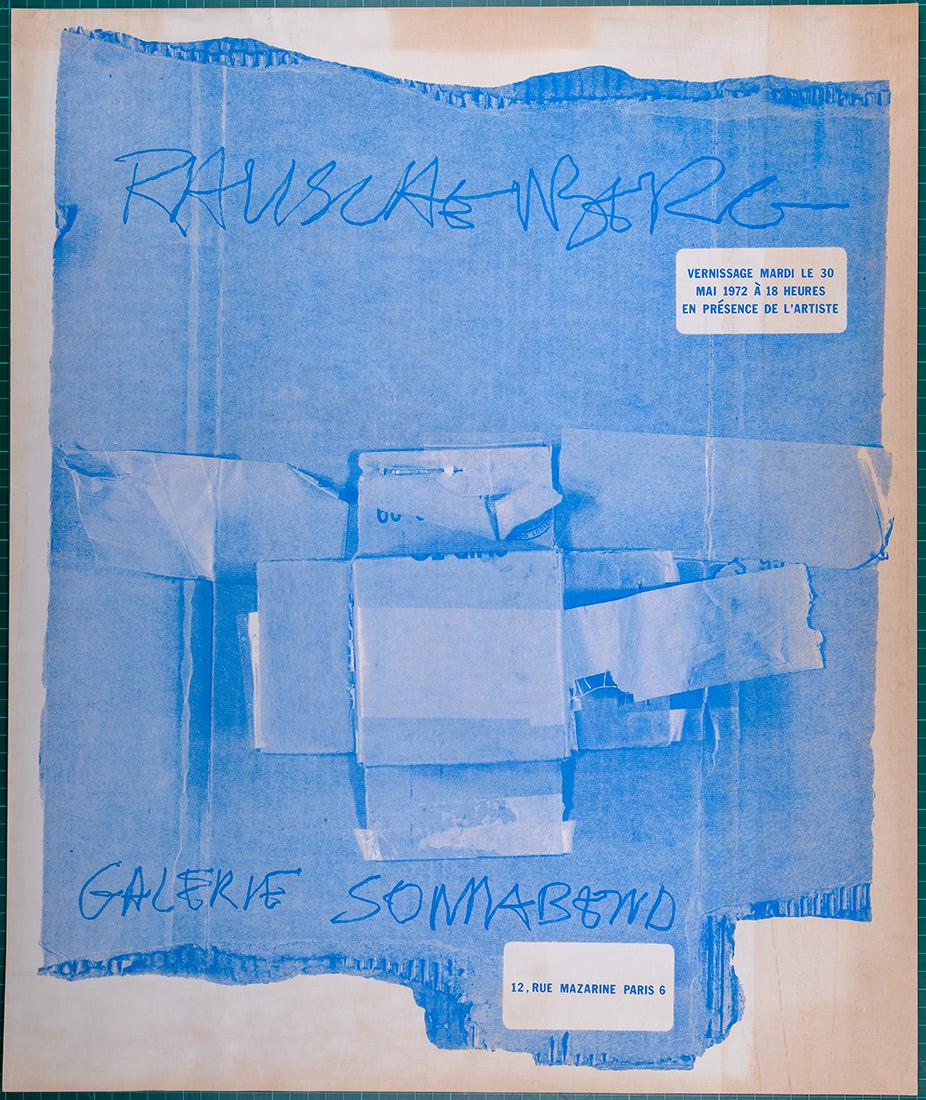 RAUSCHENBERG
VERNISSAGE MARDI LE 30
MAI 1972 À 18 HEURES
EN PRÉSENCE DE L'ARTISTE
GALERIE SONNABEND
12, RUE MAZARINE PARIS 6